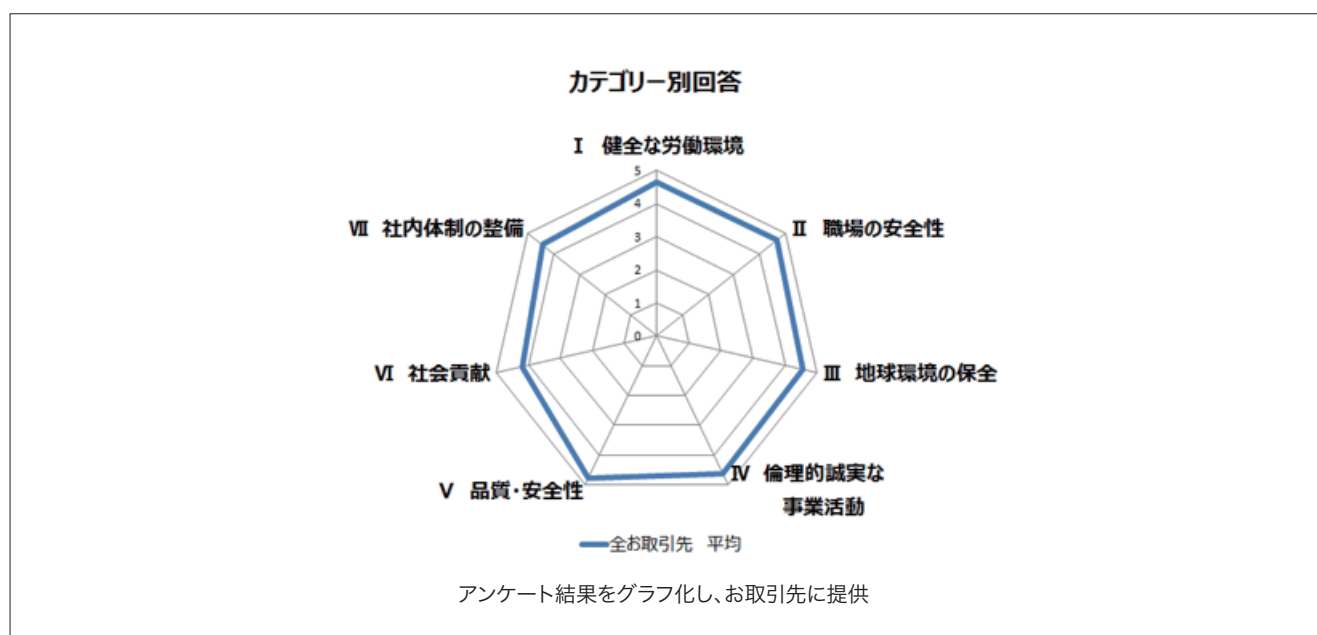 カテゴリー別回答
Ⅰ 健全な労働環境
5
4
3
2
1
0
Ⅱ 職場の安全性
Ⅲ 地球環境の保全
Ⅳ 倫理的誠実な
事業活動
Ⅴ 品質・安全性
Ⅵ 社会貢献
Ⅶ 社内体制の整備
全お取引先 平均
アンケート結果をグラフ化し、お取引先に提供